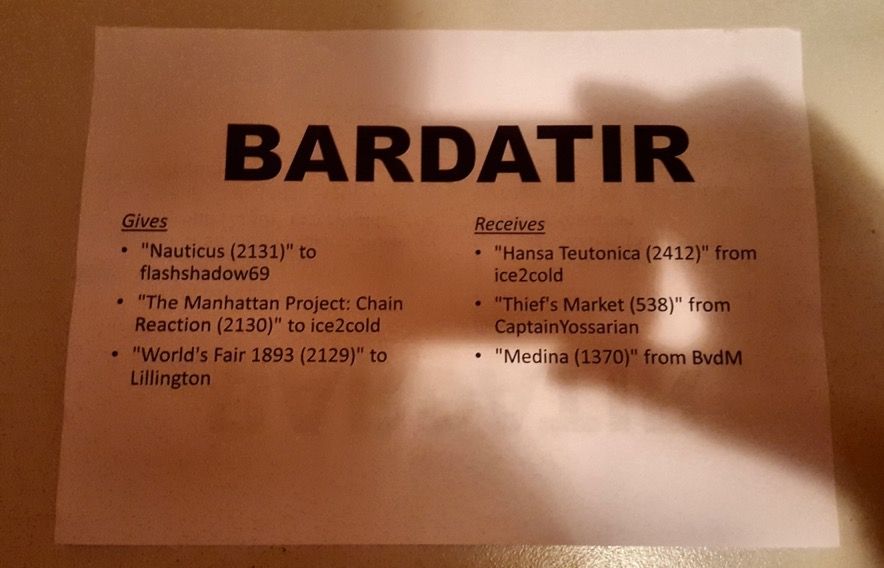 BARDATIR
Gives
• "Nauticus (2131)" to
flashshadow69
• "The Manhattan Project: Chain
Reaction (2130)" to ice2cold
• "World's Fair 1893 (2129)" to
Lillington
Receives
• "Hansa Teutonica (2412)" from
ice2cold
• "Thief's Market (538)" from
CaptainYossarian
• "Medina (1370)" from BvdM